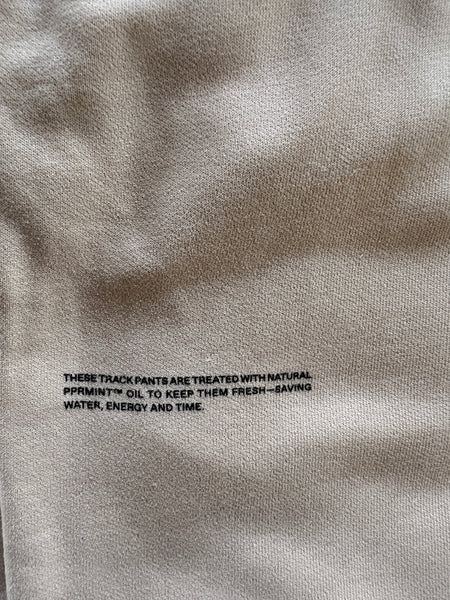 THESE TRACK PANTS ARE TREATED WITH NATURAL
PPRMINT™ OIL TO KEEP THEM FRESH—SAVING
WATER, ENERGY AND TIME.